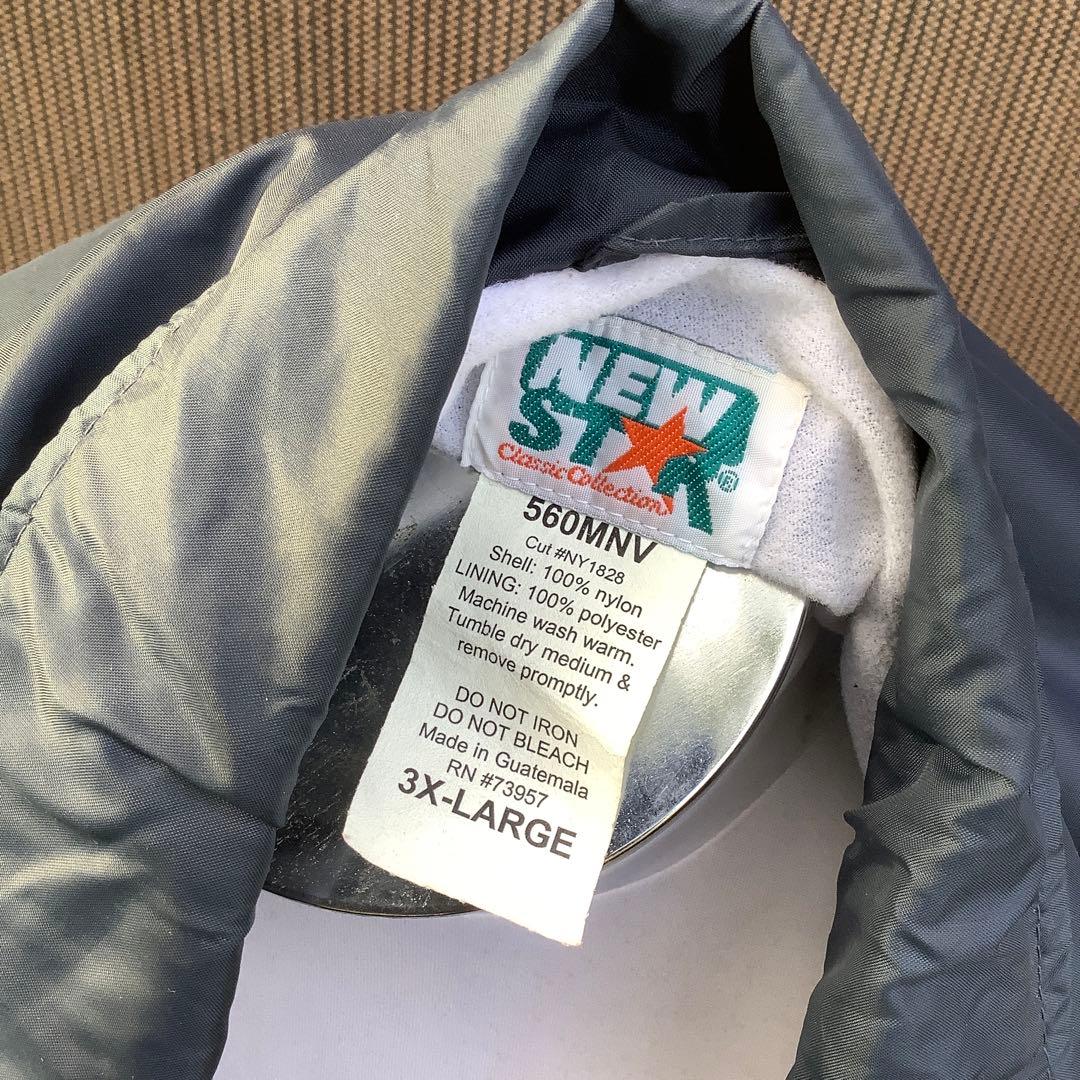 NEW
STAR®
Classic Collection
560MNV
Cut #NY1828
Shell: 100% nylon
LINING: 100% polyester
Machine wash warm.
Tumble dry medium &
remove promptly.
DO NOT IRON
DO NOT BLEACH
Made in Guatemala
RN #73957
3X-LARGE